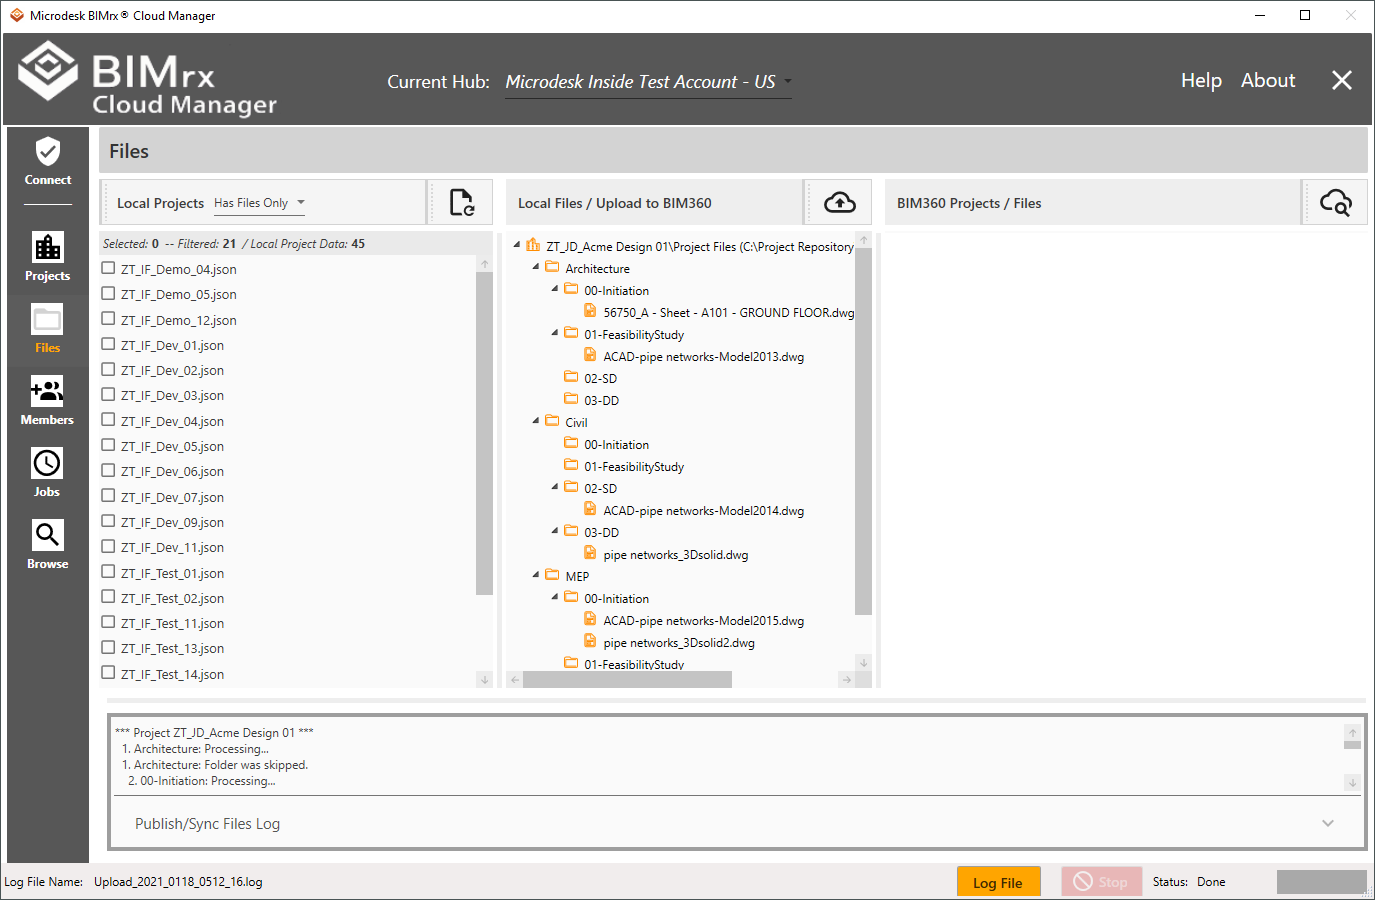 Microdesk BIMrx® Cloud Manager
BIMrx
Cloud Manager
Current Hub: Microdesk Inside Test Account - US
Help About
Connect
Projects
Files
Members
Jobs
Browse
Files
Local Projects Has Files Only
Selected: 0 -- Filtered: 21 / Local Project Data: 45
ZT_IF_Demo_04.json
ZT_IF_Demo_05.json
ZT_IF_Demo_12.json
ZT_IF_Dev_01.json
ZT_IF_Dev_02.json
ZT_IF_Dev_03.json
ZT_IF_Dev_04.json
ZT_IF_Dev_05.json
ZT_IF_Dev_06.json
ZT_IF_Dev_07.json
ZT_IF_Dev_09.json
ZT_IF_Dev_11.json
ZT_IF_Test_01.json
ZT_IF_Test_02.json
ZT_IF_Test_11.json
ZT_IF_Test_13.json
ZT_IF_Test_14.json
Local Files / Upload to BIM360
ZT_JD_Acme Design 01\Project Files (C:\Project Repository
Architecture
00-Initiation
56750_A - Sheet - A101 - GROUND FLOOR.dwg
01-FeasibilityStudy
ACAD-pipe networks-Model2013.dwg
02-SD
03-DD
Civil
00-Initiation
01-FeasibilityStudy
02-SD
ACAD-pipe networks-Model2014.dwg
03-DD
pipe networks_3Dsolid.dwg
MEP
00-Initiation
ACAD-pipe networks-Model2015.dwg
pipe networks_3Dsolid2.dwg
01-FeasibilityStudy
BIM360 Projects / Files
*** Project ZT_JD_Acme Design 01 ***
1. Architecture: Processing...
1. Architecture: Folder was skipped.
2. 00-Initiation: Processing...
Publish/Sync Files Log
Log File Name: Upload_2021_0118_0512_16.log
Log File
Stop
Status: Done